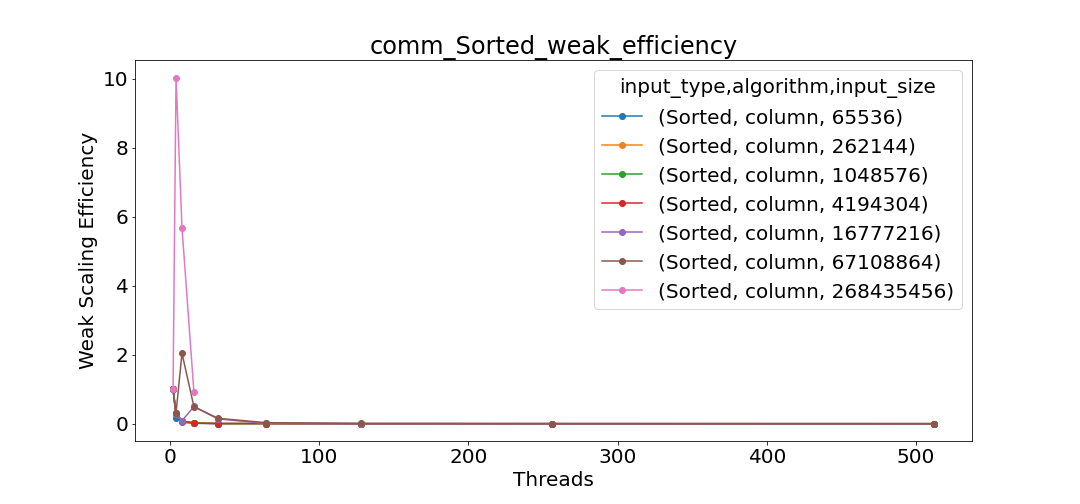 comm_Sorted_weak_efficiency
input_type,algorithm,input_size
(Sorted, column, 65536)
(Sorted, column, 262144)
(Sorted, column, 1048576)
(Sorted, column, 4194304)
(Sorted, column, 16777216)
(Sorted, column, 67108864)
(Sorted, column, 268435456)
Weak Scaling Efficiency
10
8
6
4
2
0
0 100 200 300 400 500
Threads